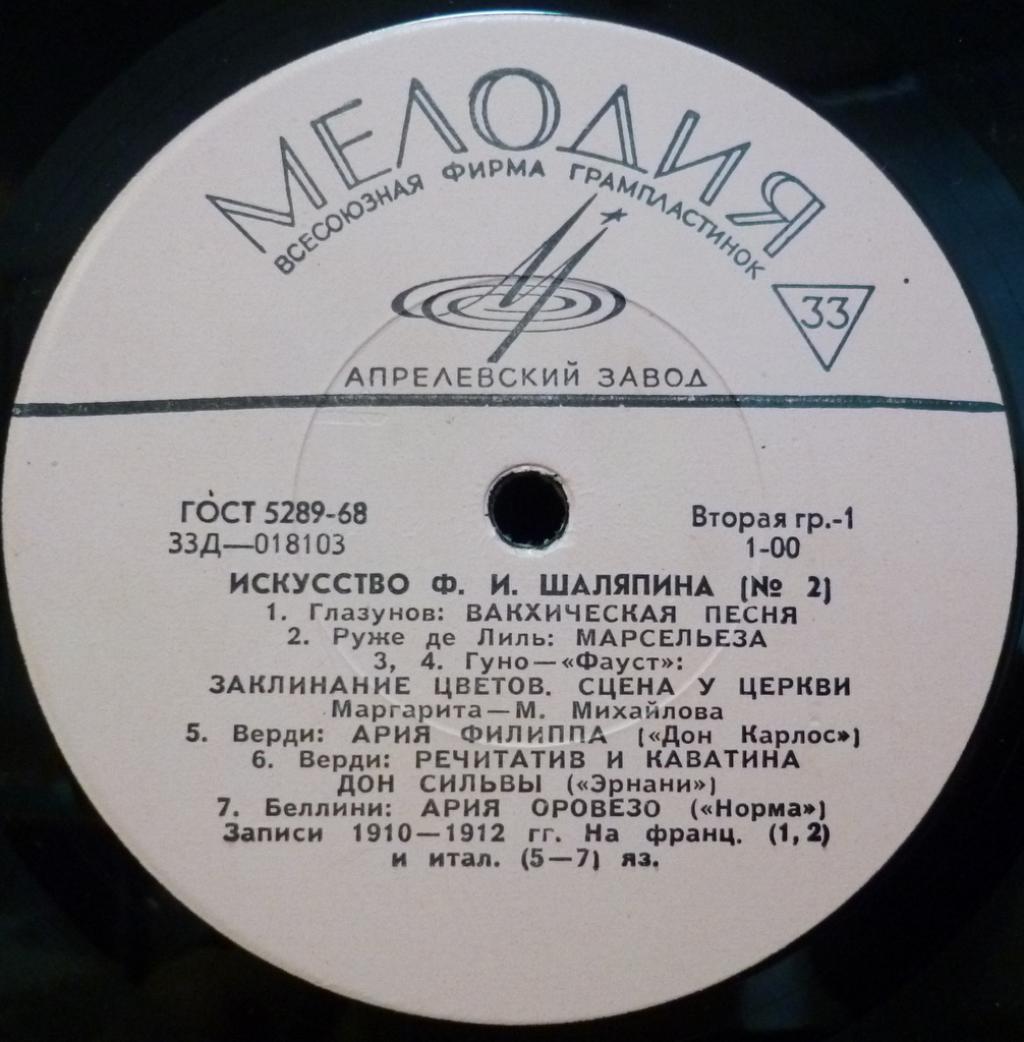 МЕЛОДИЯ
ВСЕСОЮЗНАЯ ФИРМА ГРАМПЛАСТИНОК
33
АПРЕЛЕВСКИЙ ЗАВОД
ГОСТ 5289-68
Вторая гр.-1
33Д—018103
1-00
ИСКУССТВО Ф. И. ШАЛЯПИНА (№ 2)
1. Глазунов: ВАКХИЧЕСКАЯ ПЕСНЯ
2. Руже де Лиль: МАРСЕЛЬЕЗА
3, 4. Гуно—«Фауст»:
ЗАКЛИНАНИЕ ЦВЕТОВ. СЦЕНА У ЦЕРКВИ
Маргарита—М. Михайлова
5. Верди: АРИЯ ФИЛИППА («Дон Карлос»)
6. Верди: РЕЧИТАТИВ И КАВАТИНА
ДОН СИЛЬВЫ («Эрнани»)
7. Беллини: АРИЯ ОРОВЕЗО («Норма»)
Записи 1910—1912 гг. На франц. (1,2)
и итал. (5—7) яз.